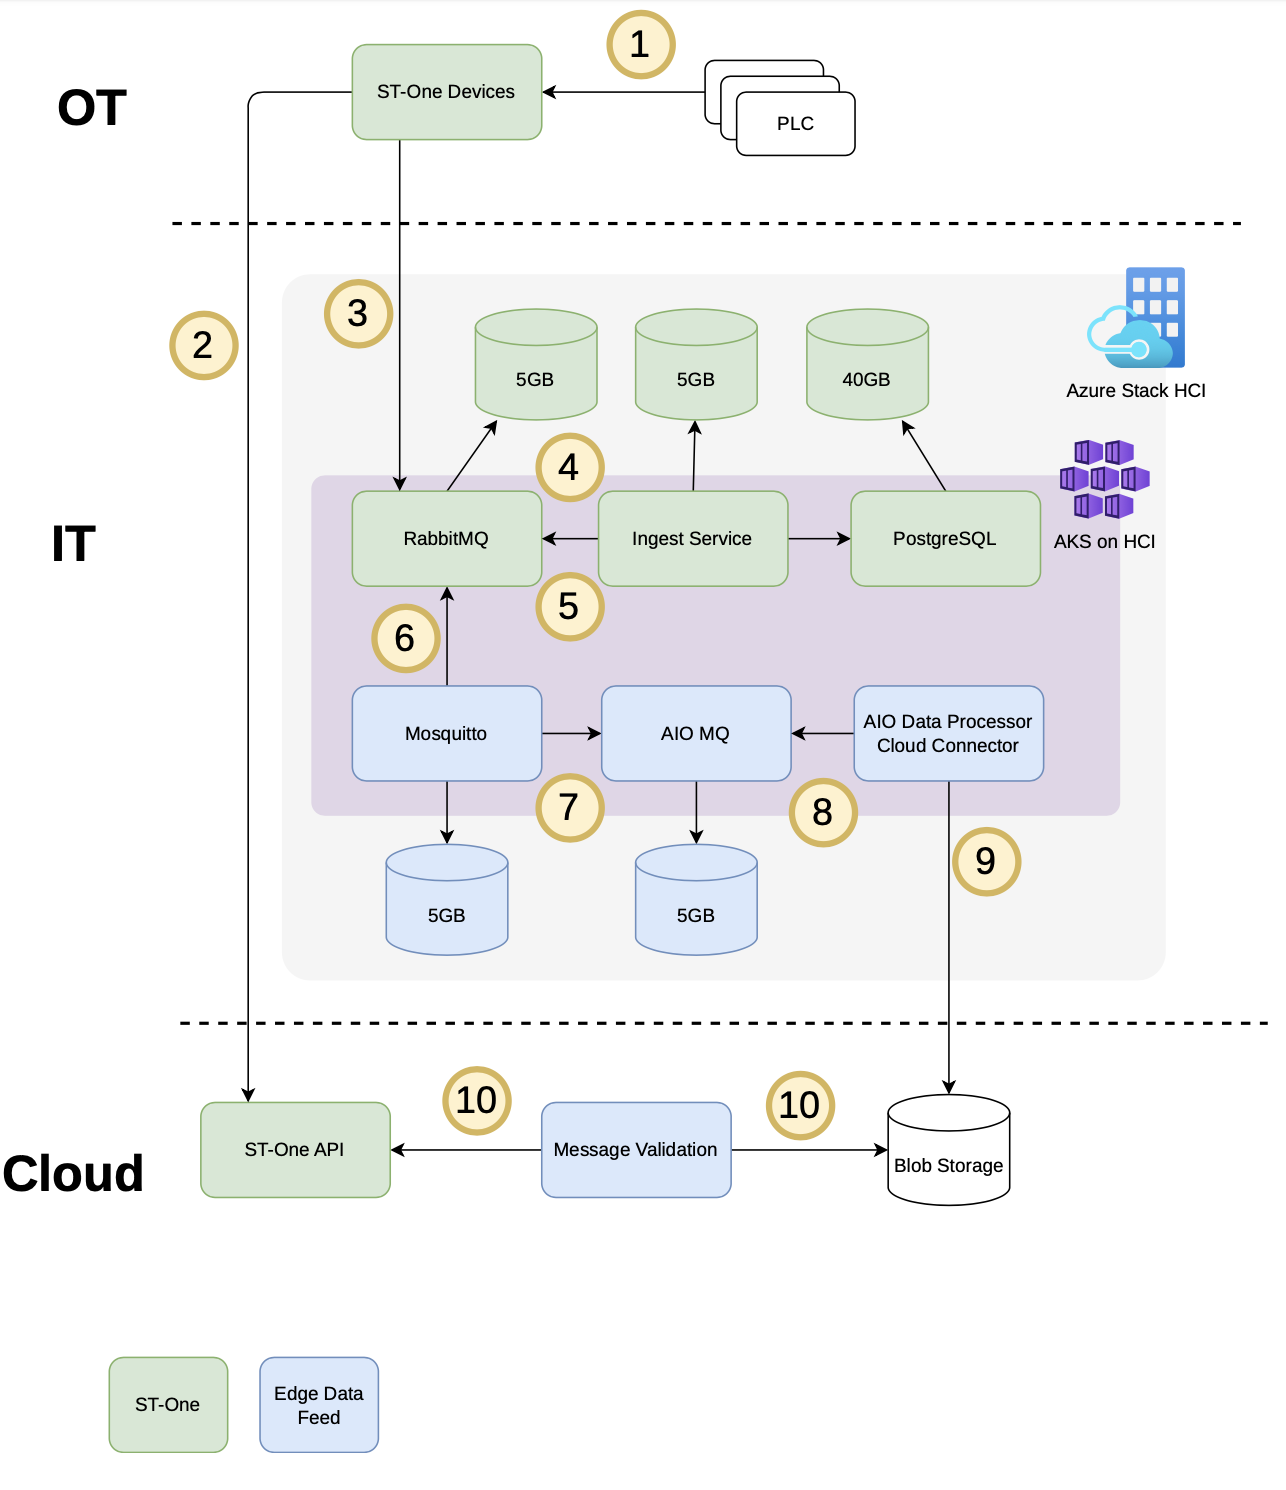 1
OT
ST-One Devices
PLC
2
3
5GB
5GB
40GB
Azure Stack HCI
4
IT
RabbitMQ
Ingest Service
PostgreSQL
AKS on HCI
5
6
Mosquitto
AIO MQ
AIO Data Processor
Cloud Connector
7
8
9
5GB
5GB
10
10
Cloud
ST-One API
Message Validation
Blob Storage
ST-One
Edge Data
Feed